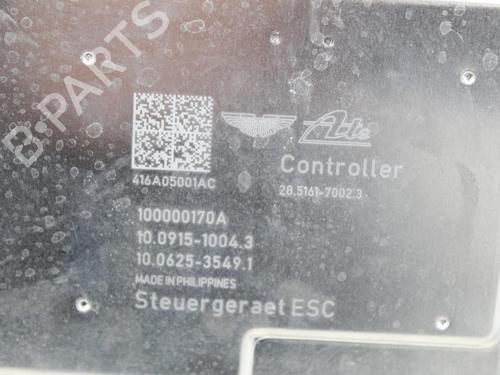 B-PARTS
Ate
416A05001AC
Controller
28.5161-7002.3
100000170A
10.0915-1004.3
10.0625-3549.1
MADE IN PHILIPPINES
Steuergeraet ESC